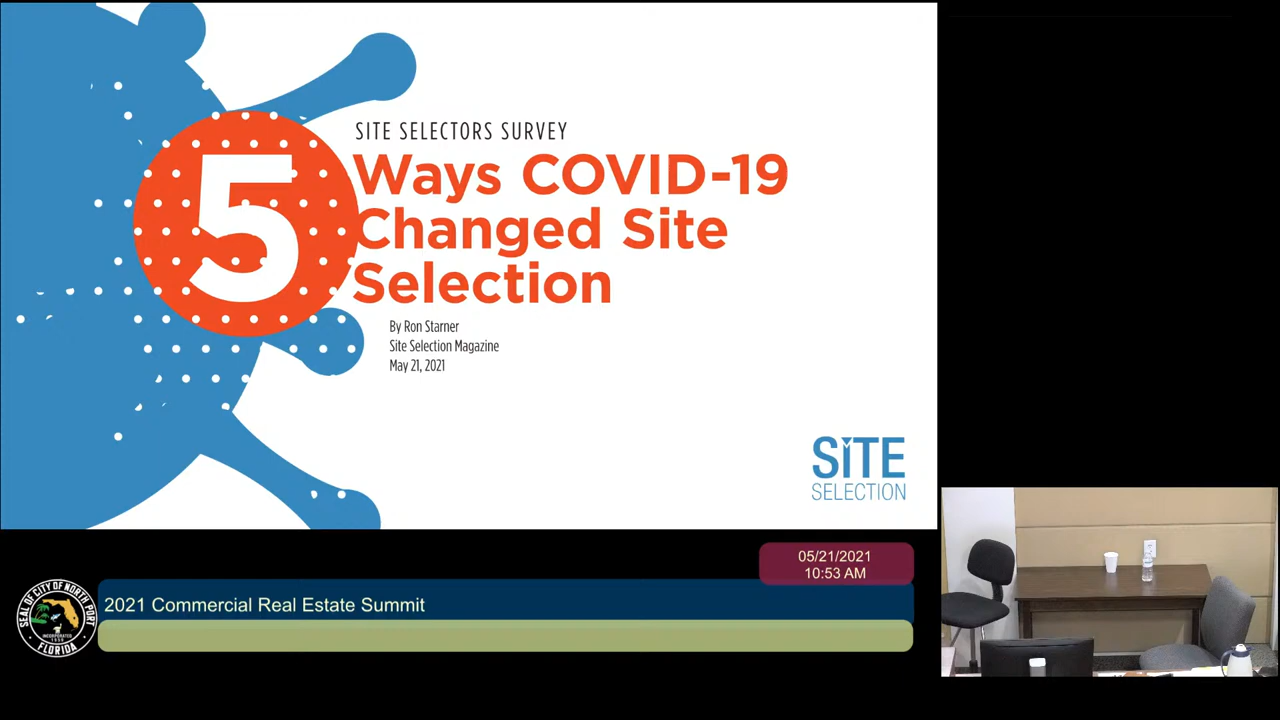 SITE SELECTORS SURVEY
5 Ways COVID-19
Changed Site
Selection
By Ron Starner
Site Selection Magazine
May 21, 2021
SiTE
SELECTION
05/21/2021
10:53 AM
2021 Commercial Real Estate Summit
SEAL OF CITY OF NORTH PORT
INCORPORATED
1959
FLORIDA